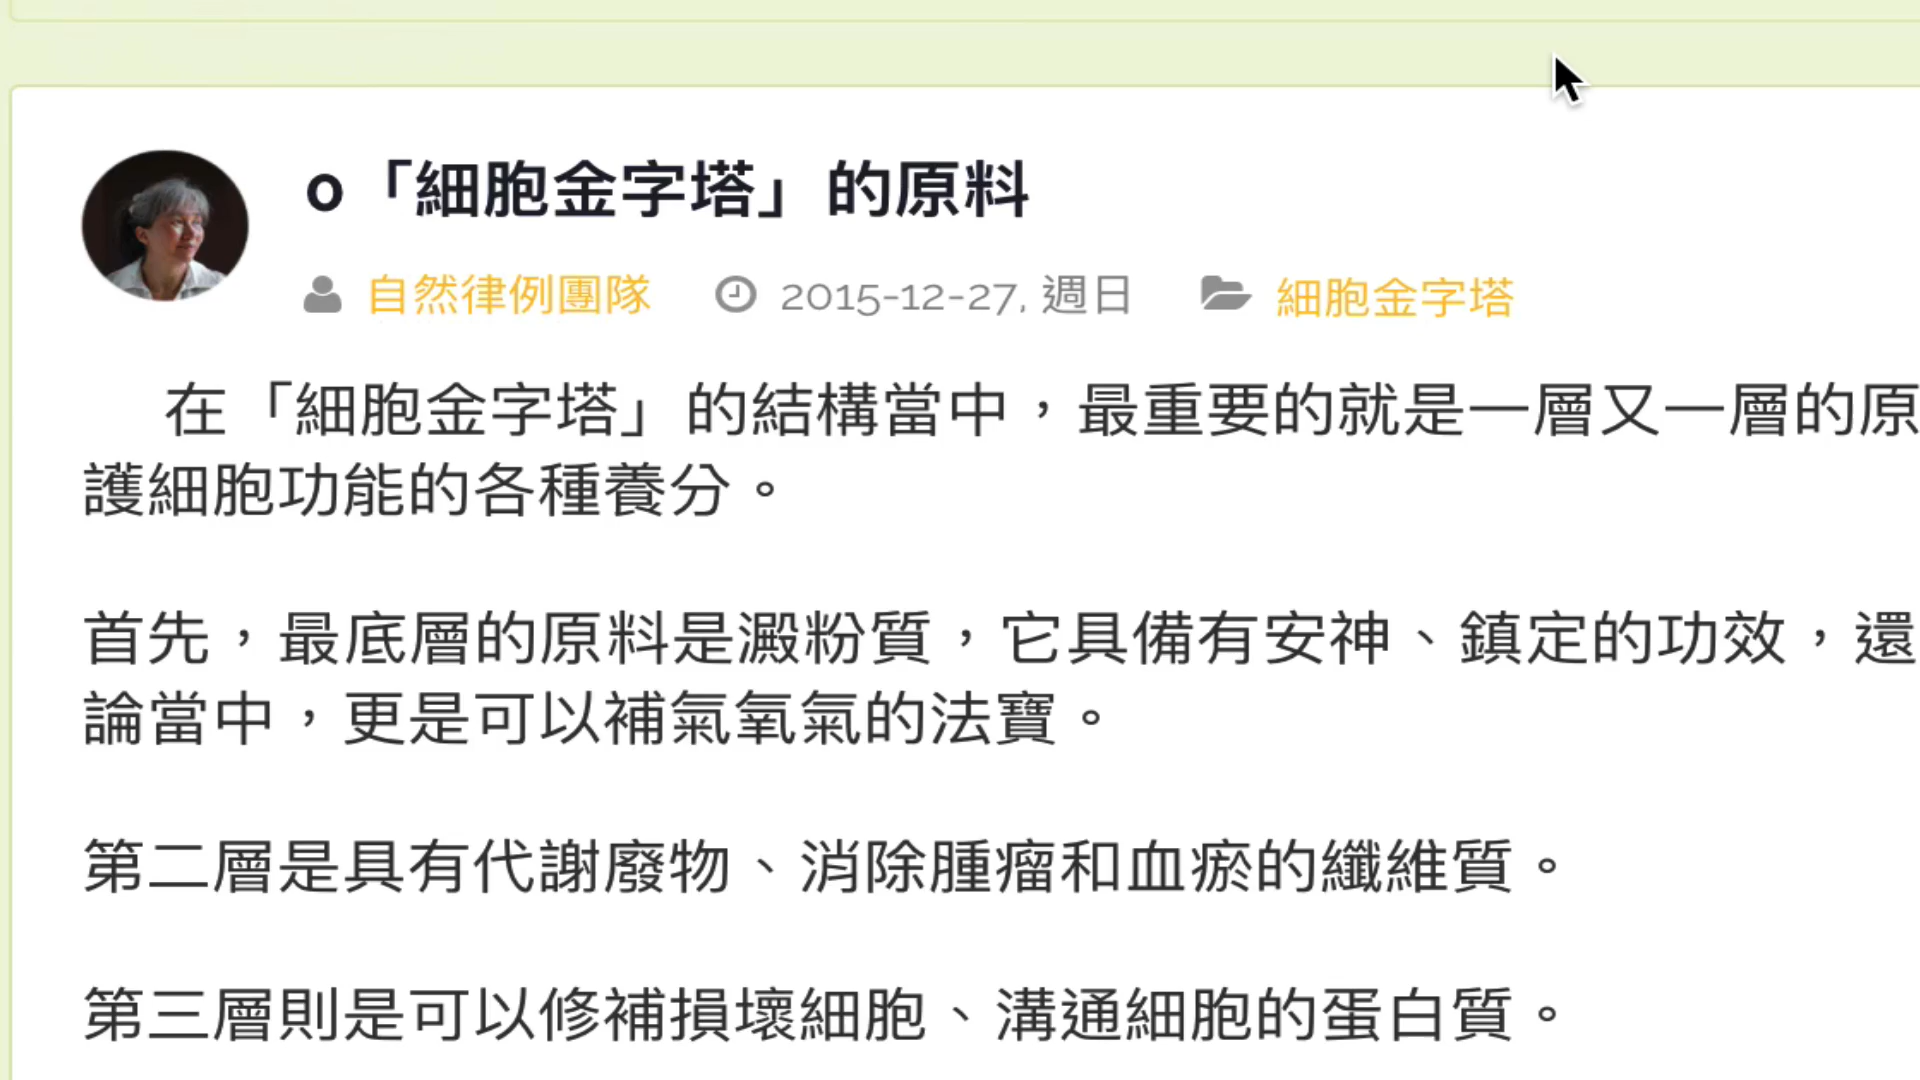 o「細胞金字塔」的原料
自然律例團隊 2015-12-27, 週日 細胞金字塔
在「細胞金字塔」的結構當中，最重要的就是一層又一層的原
護細胞功能的各種養分。
首先，最底層的原料是澱粉質，它具備有安神、鎮定的功效，還
論當中，更是可以補氣氧氣的法寶。
第二層是具有代謝廢物、消除腫瘤和血瘀的纖維質。
第三層則是可以修補損壞細胞、溝通細胞的蛋白質。